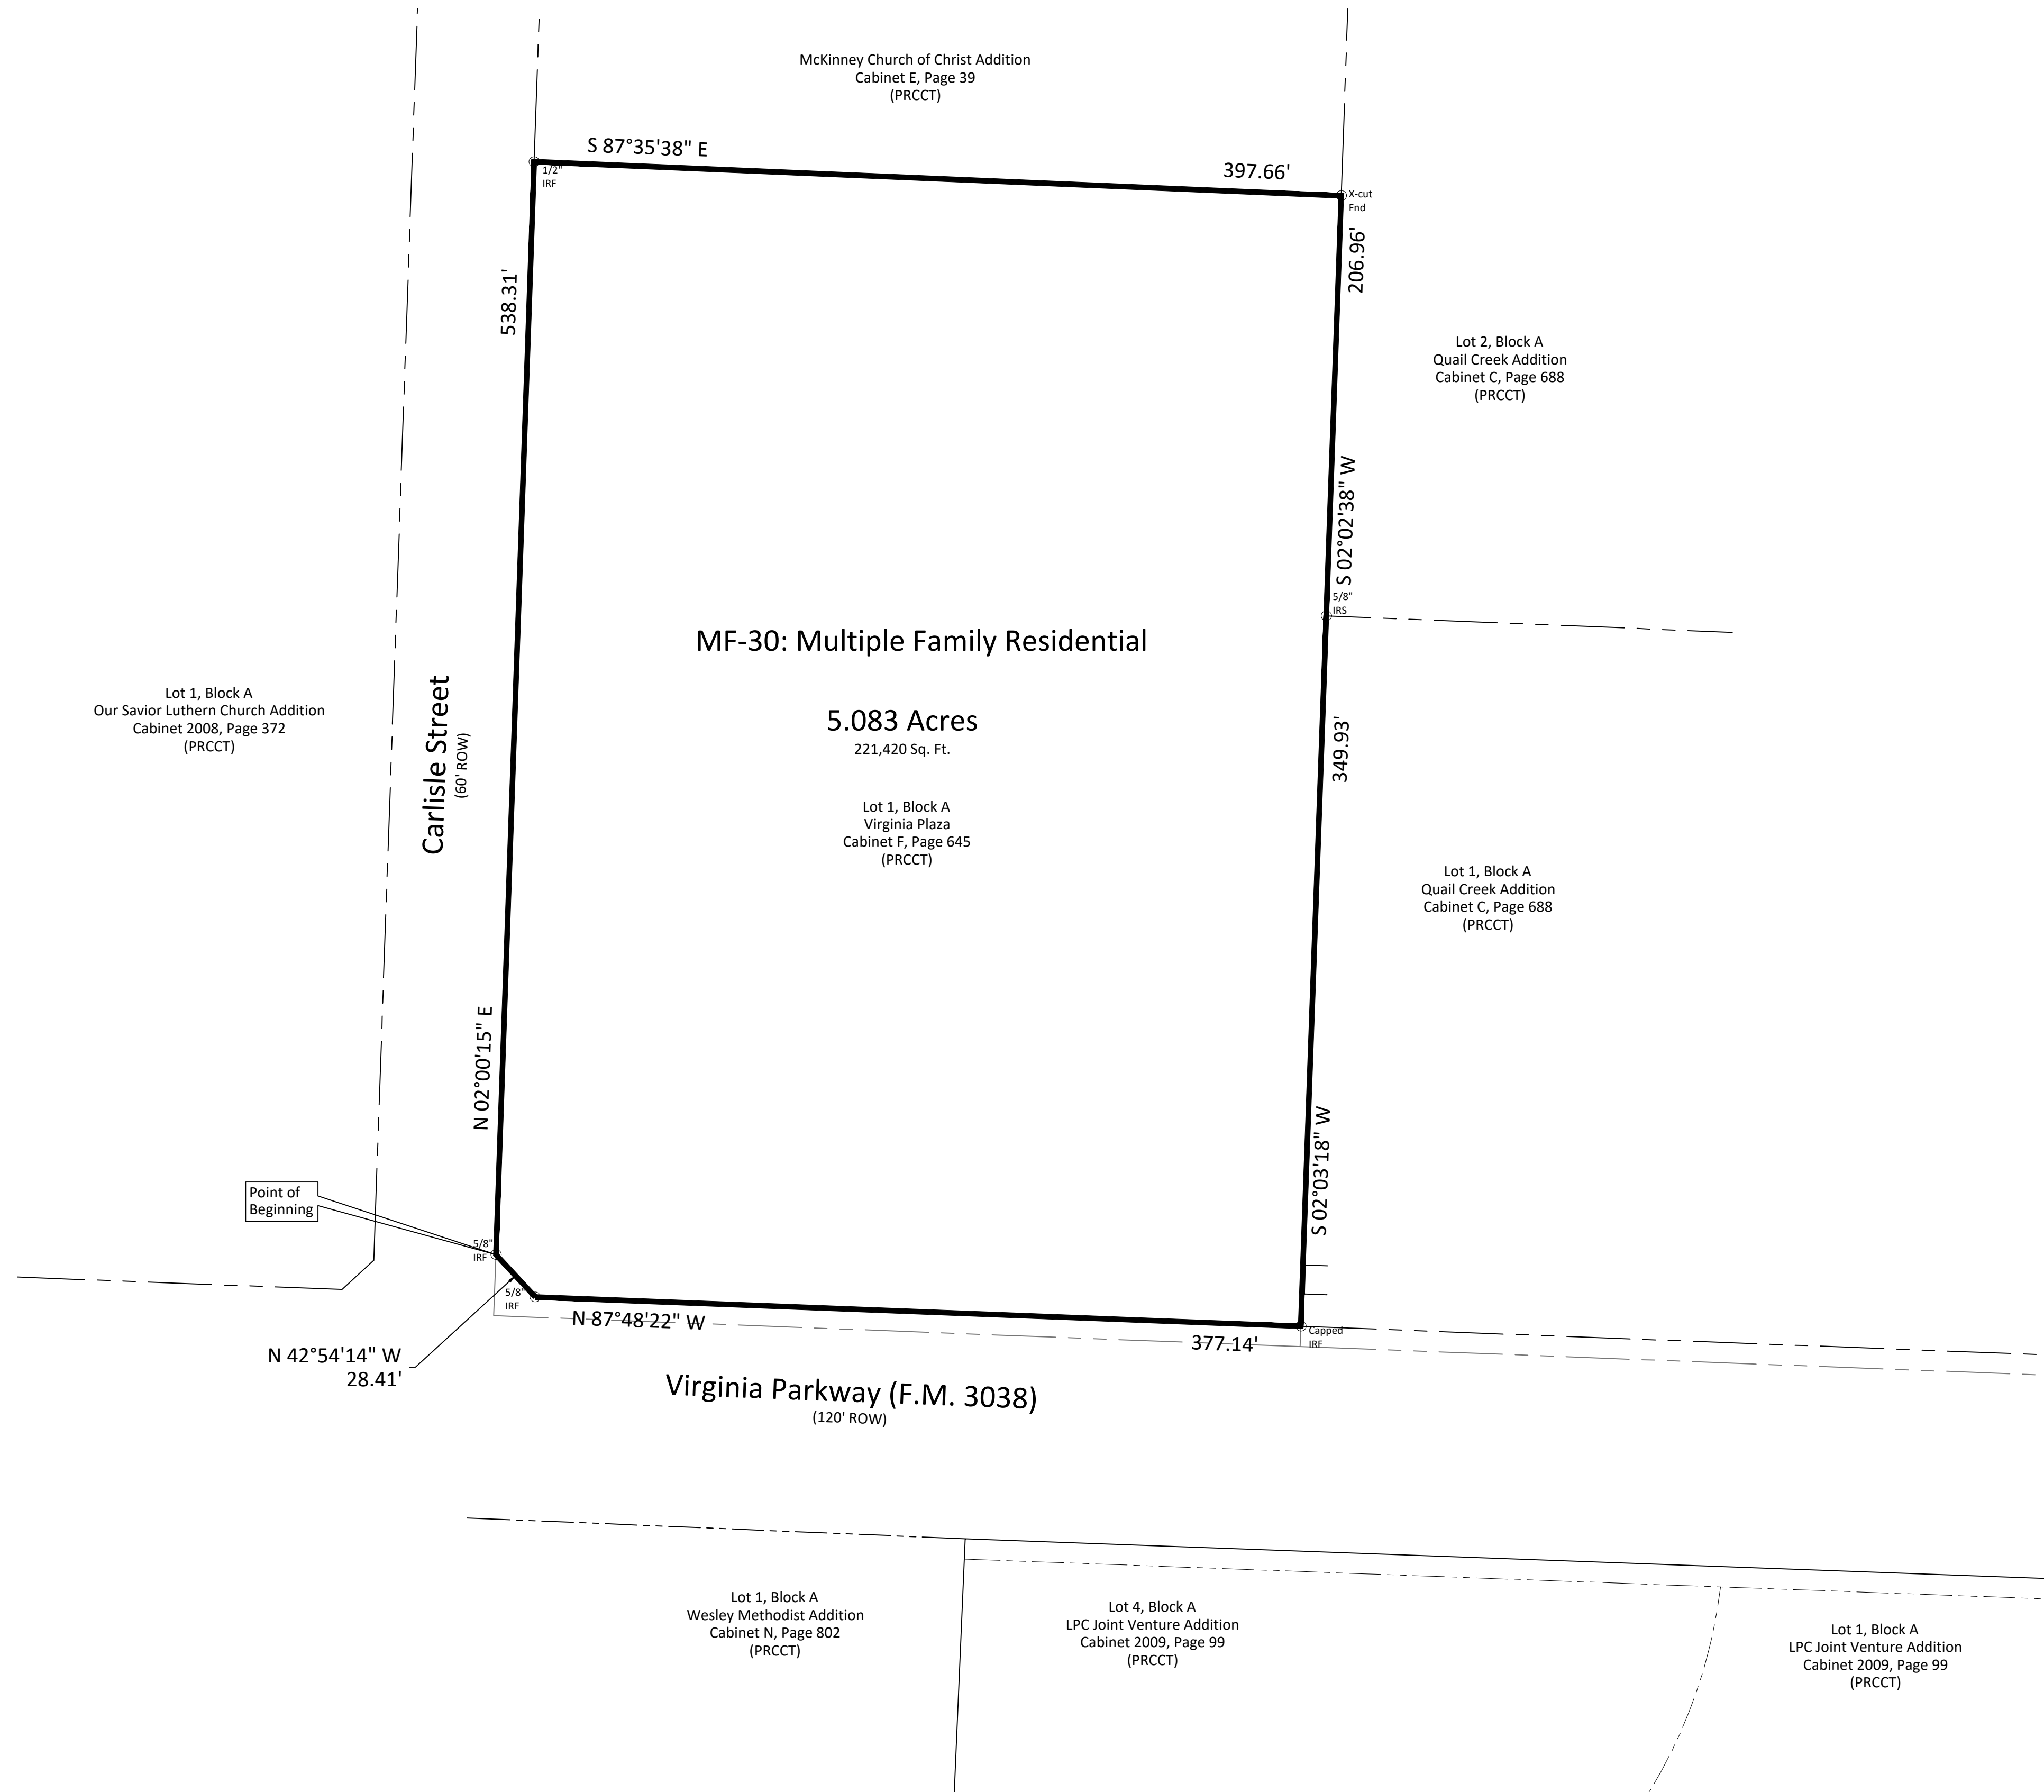 McKinney Church of Christ Addition
Cabinet E, Page 39
(PRCCT)
S 87°35'38" E
397.66'
1/2"
IRF
X-cut
Fnd
206.96'
538.31'
Lot 2, Block A
Quail Creek Addition
Cabinet C, Page 688
(PRCCT)
S 02°02'38" W
5/8"
IRS
MF-30: Multiple Family Residential
5.083 Acres
221,420 Sq. Ft.
Lot 1, Block A
Our Savior Luthern Church Addition
Cabinet 2008, Page 372
(PRCCT)
Carlisle Street
(60' ROW)
349.93'
Lot 1, Block A
Virginia Plaza
Cabinet F, Page 645
(PRCCT)
Lot 1, Block A
Quail Creek Addition
Cabinet C, Page 688
(PRCCT)
N 02°00'15" E
S 02°03'18" W
Point of
Beginning
5/8"
IRF
5/8"
IRF
N 87°48'22" W
377.14'
Capped
IRF
N 42°54'14" W
28.41'
Virginia Parkway (F.M. 3038)
(120' ROW)
Lot 1, Block A
Wesley Methodist Addition
Cabinet N, Page 802
(PRCCT)
Lot 4, Block A
LPC Joint Venture Addition
Cabinet 2009, Page 99
(PRCCT)
Lot 1, Block A
LPC Joint Venture Addition
Cabinet 2009, Page 99
(PRCCT)